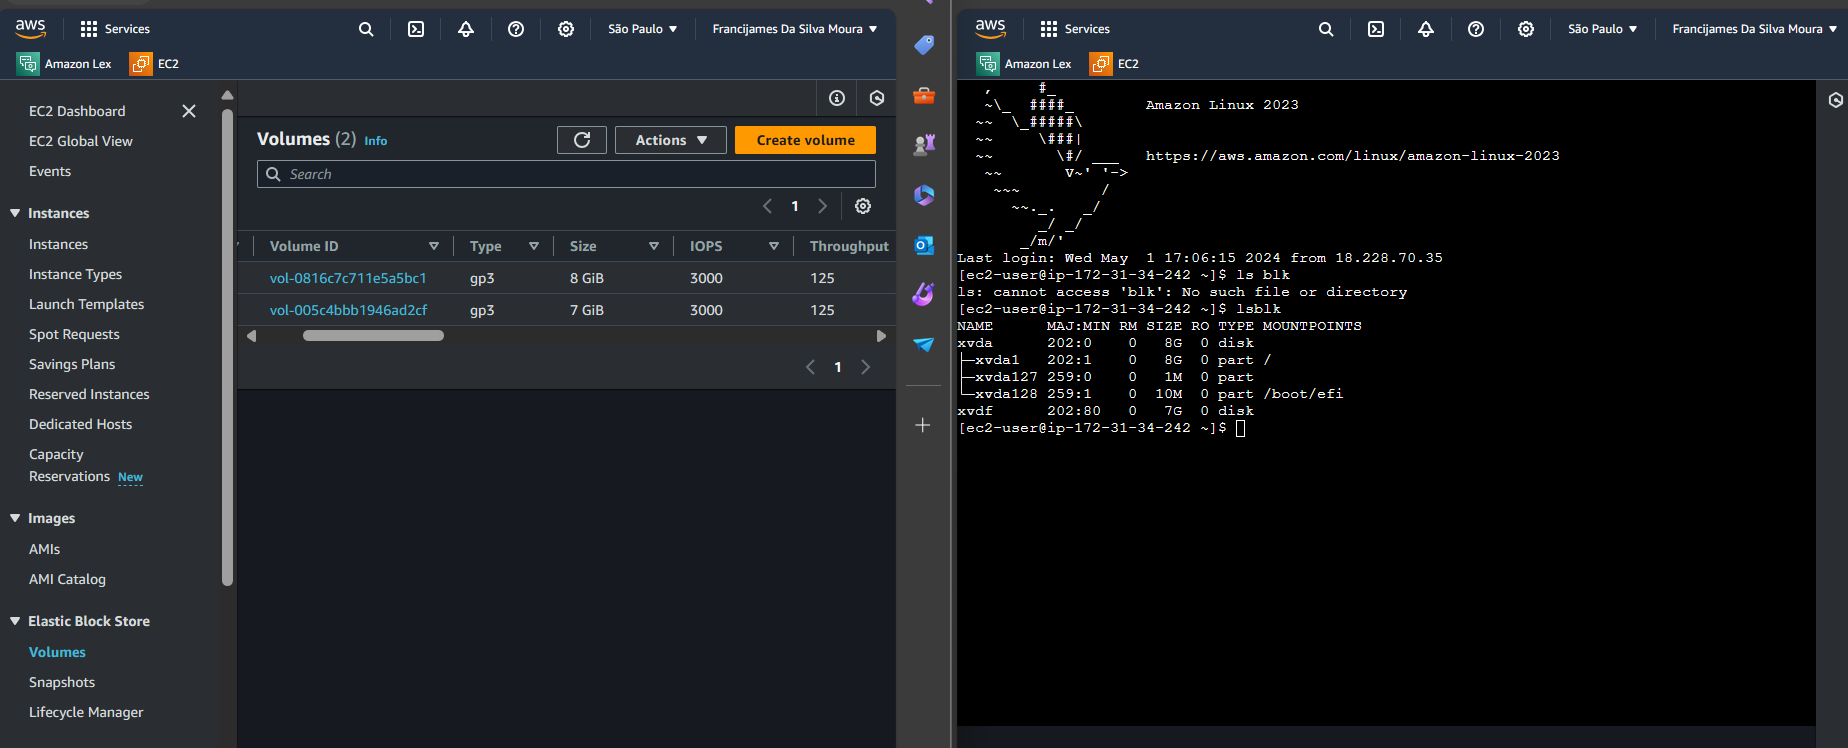 aws
Services
São Paulo ▼
Francijames Da Silva Moura ▼
Amazon Lex
EC2
EC2 Dashboard
EC2 Global View
Events
Instances
Instances
Instance Types
Launch Templates
Spot Requests
Savings Plans
Reserved Instances
Dedicated Hosts
Capacity
Reservations New
Images
AMIs
AMI Catalog
Elastic Block Store
Volumes
Snapshots
Lifecycle Manager
Volumes (2) Info
Actions ▼
Create volume
Search
1
Volume ID Type Size IOPS Throughput
vol-0816c7c711e5a5bc1 gp3 8 GiB 3000 125
vol-005c4bbb1946ad2cf gp3 7 GiB 3000 125
1
aws
Services
São Paulo ▼
Francijames Da Silva Moura ▼
Amazon Lex
EC2
   ,     #_
   ~\_  ####_        Amazon Linux 2023
  ~~  \_#####\
  ~~     \###|
  ~~       \#/ ___   https://aws.amazon.com/linux/amazon-linux-2023
   ~~       V~' '->
    ~~~         /
      ~~._.   _/
         _/ _/
       _/m/'
Last login: Wed May  1 17:06:15 2024 from 18.228.70.35
[ec2-user@ip-172-31-34-242 ~]$ ls blk
ls: cannot access 'blk': No such file or directory
[ec2-user@ip-172-31-34-242 ~]$ lsblk
NAME      MAJ:MIN RM SIZE RO TYPE MOUNTPOINTS
xvda      202:0    0   8G  0 disk
├─xvda1   202:1    0   8G  0 part /
├─xvda127 259:0    0   1M  0 part
└─xvda128 259:1    0  10M  0 part /boot/efi
xvdf      202:80   0   7G  0 disk
[ec2-user@ip-172-31-34-242 ~]$